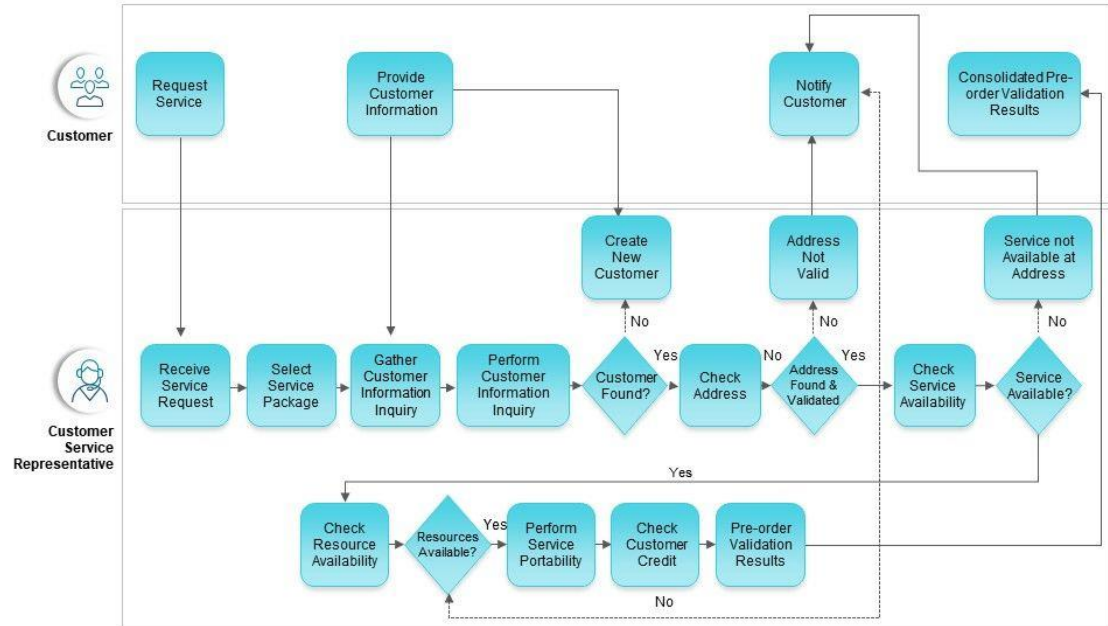 Customer
Request
Service
Provide
Customer
Information
Notify
Customer
Consolidated Pre-
order Validation
Results
Create
New
Customer
Address
Not
Valid
Service not
Available at
Address
No
No
No
Customer
Service
Representative
Receive
Service
Request
Select
Service
Package
Gather
Customer
Information
Inquiry
Perform
Customer
Information
Inquiry
Customer
Found?
Yes
Check
Address
No
Address
Found &
Validated
Yes
Check
Service
Availability
Service
Available?
Yes
Check
Resource
Availability
Resources
Available?
Yes
Perform
Service
Portability
Check
Customer
Credit
Pre-order
Validation
Results
No